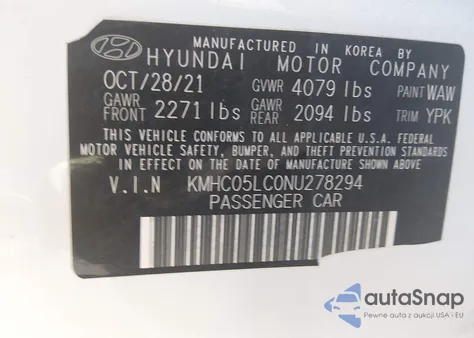 MANUFACTURED IN KOREA BY
HYUNDAI MOTOR COMPANY
OCT/28/21 GVWR 4079 lbs PAINT WAW
GAWR FRONT 2271 lbs GAWR REAR 2094 lbs TRIM YPK
THIS VEHICLE CONFORMS TO ALL APPLICABLE U.S.A. FEDERAL
MOTOR VEHICLE SAFETY, BUMPER, AND THEFT PREVENTION STANDARDS
IN EFFECT ON THE DATE OF MANUFACTURE SHOWN ABOVE.
V.I.N KMHC05LC0NU278294
PASSENGER CAR
autoSnap
Pewne auta z aukcji USA i EU